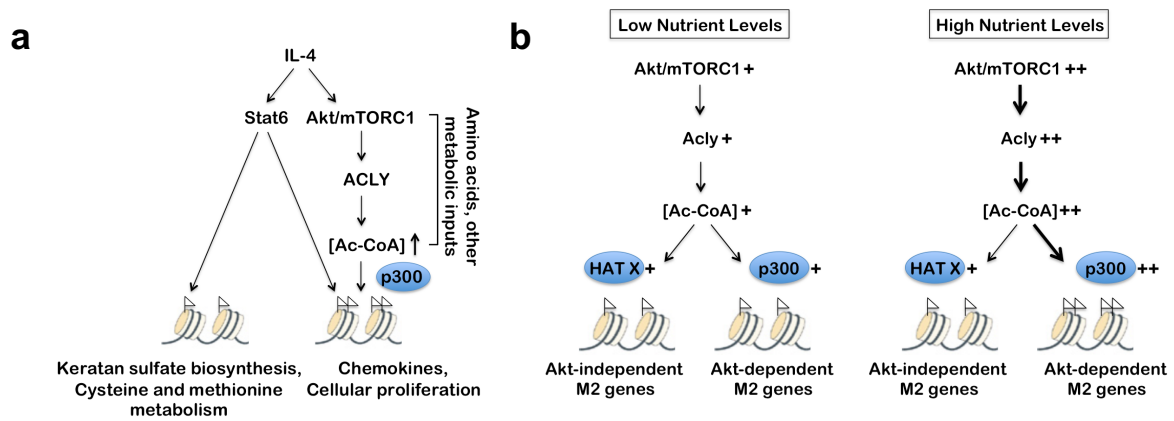 a
IL-4
Stat6
Akt/mTORC1
ACLY
[Ac-CoA]
p300
Amino acids, other
metabolic inputs
Keratan sulfate biosynthesis,
Cysteine and methionine
metabolism
Chemokines,
Cellular proliferation
b
Low Nutrient Levels
Akt/mTORC1 +
Acly +
[Ac-CoA] +
HAT X +
p300 +
Akt-independent
M2 genes
Akt-dependent
M2 genes
High Nutrient Levels
Akt/mTORC1 ++
Acly ++
[Ac-CoA] ++
HAT X +
p300 ++
Akt-independent
M2 genes
Akt-dependent
M2 genes